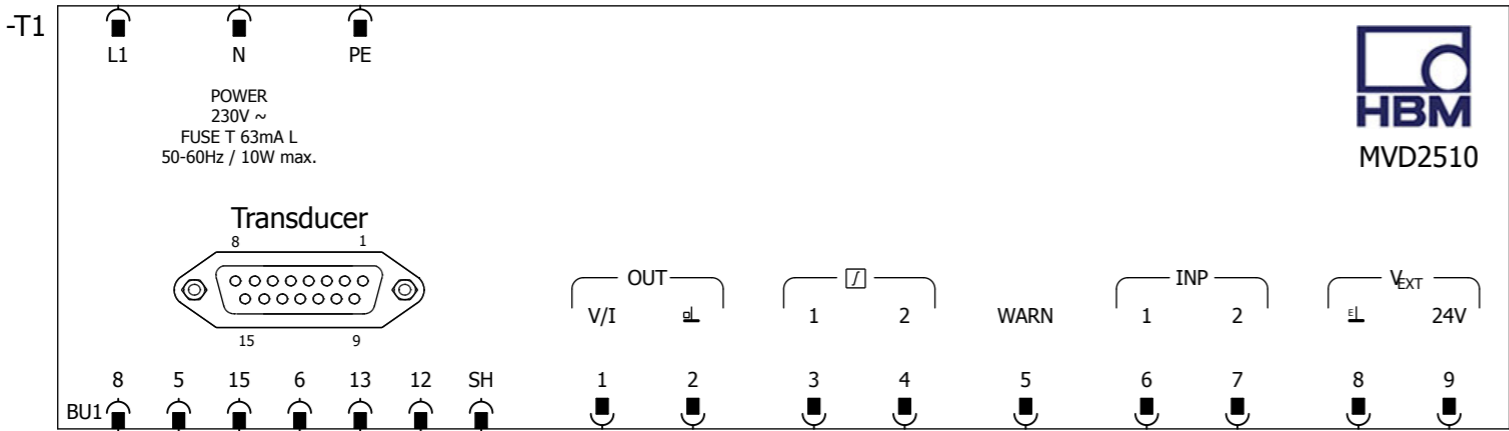 -T1
L1 N PE
POWER
230V ~
FUSE T 63mA L
50-60Hz / 10W max.
HBM
MVD2510
Transducer
8 1
15 9
OUT ∫ INP VEXT
V/I 1 2 WARN 1 2 E 24V
8 5 15 6 13 12 SH 1 2 3 4 5 6 7 8 9
BU1